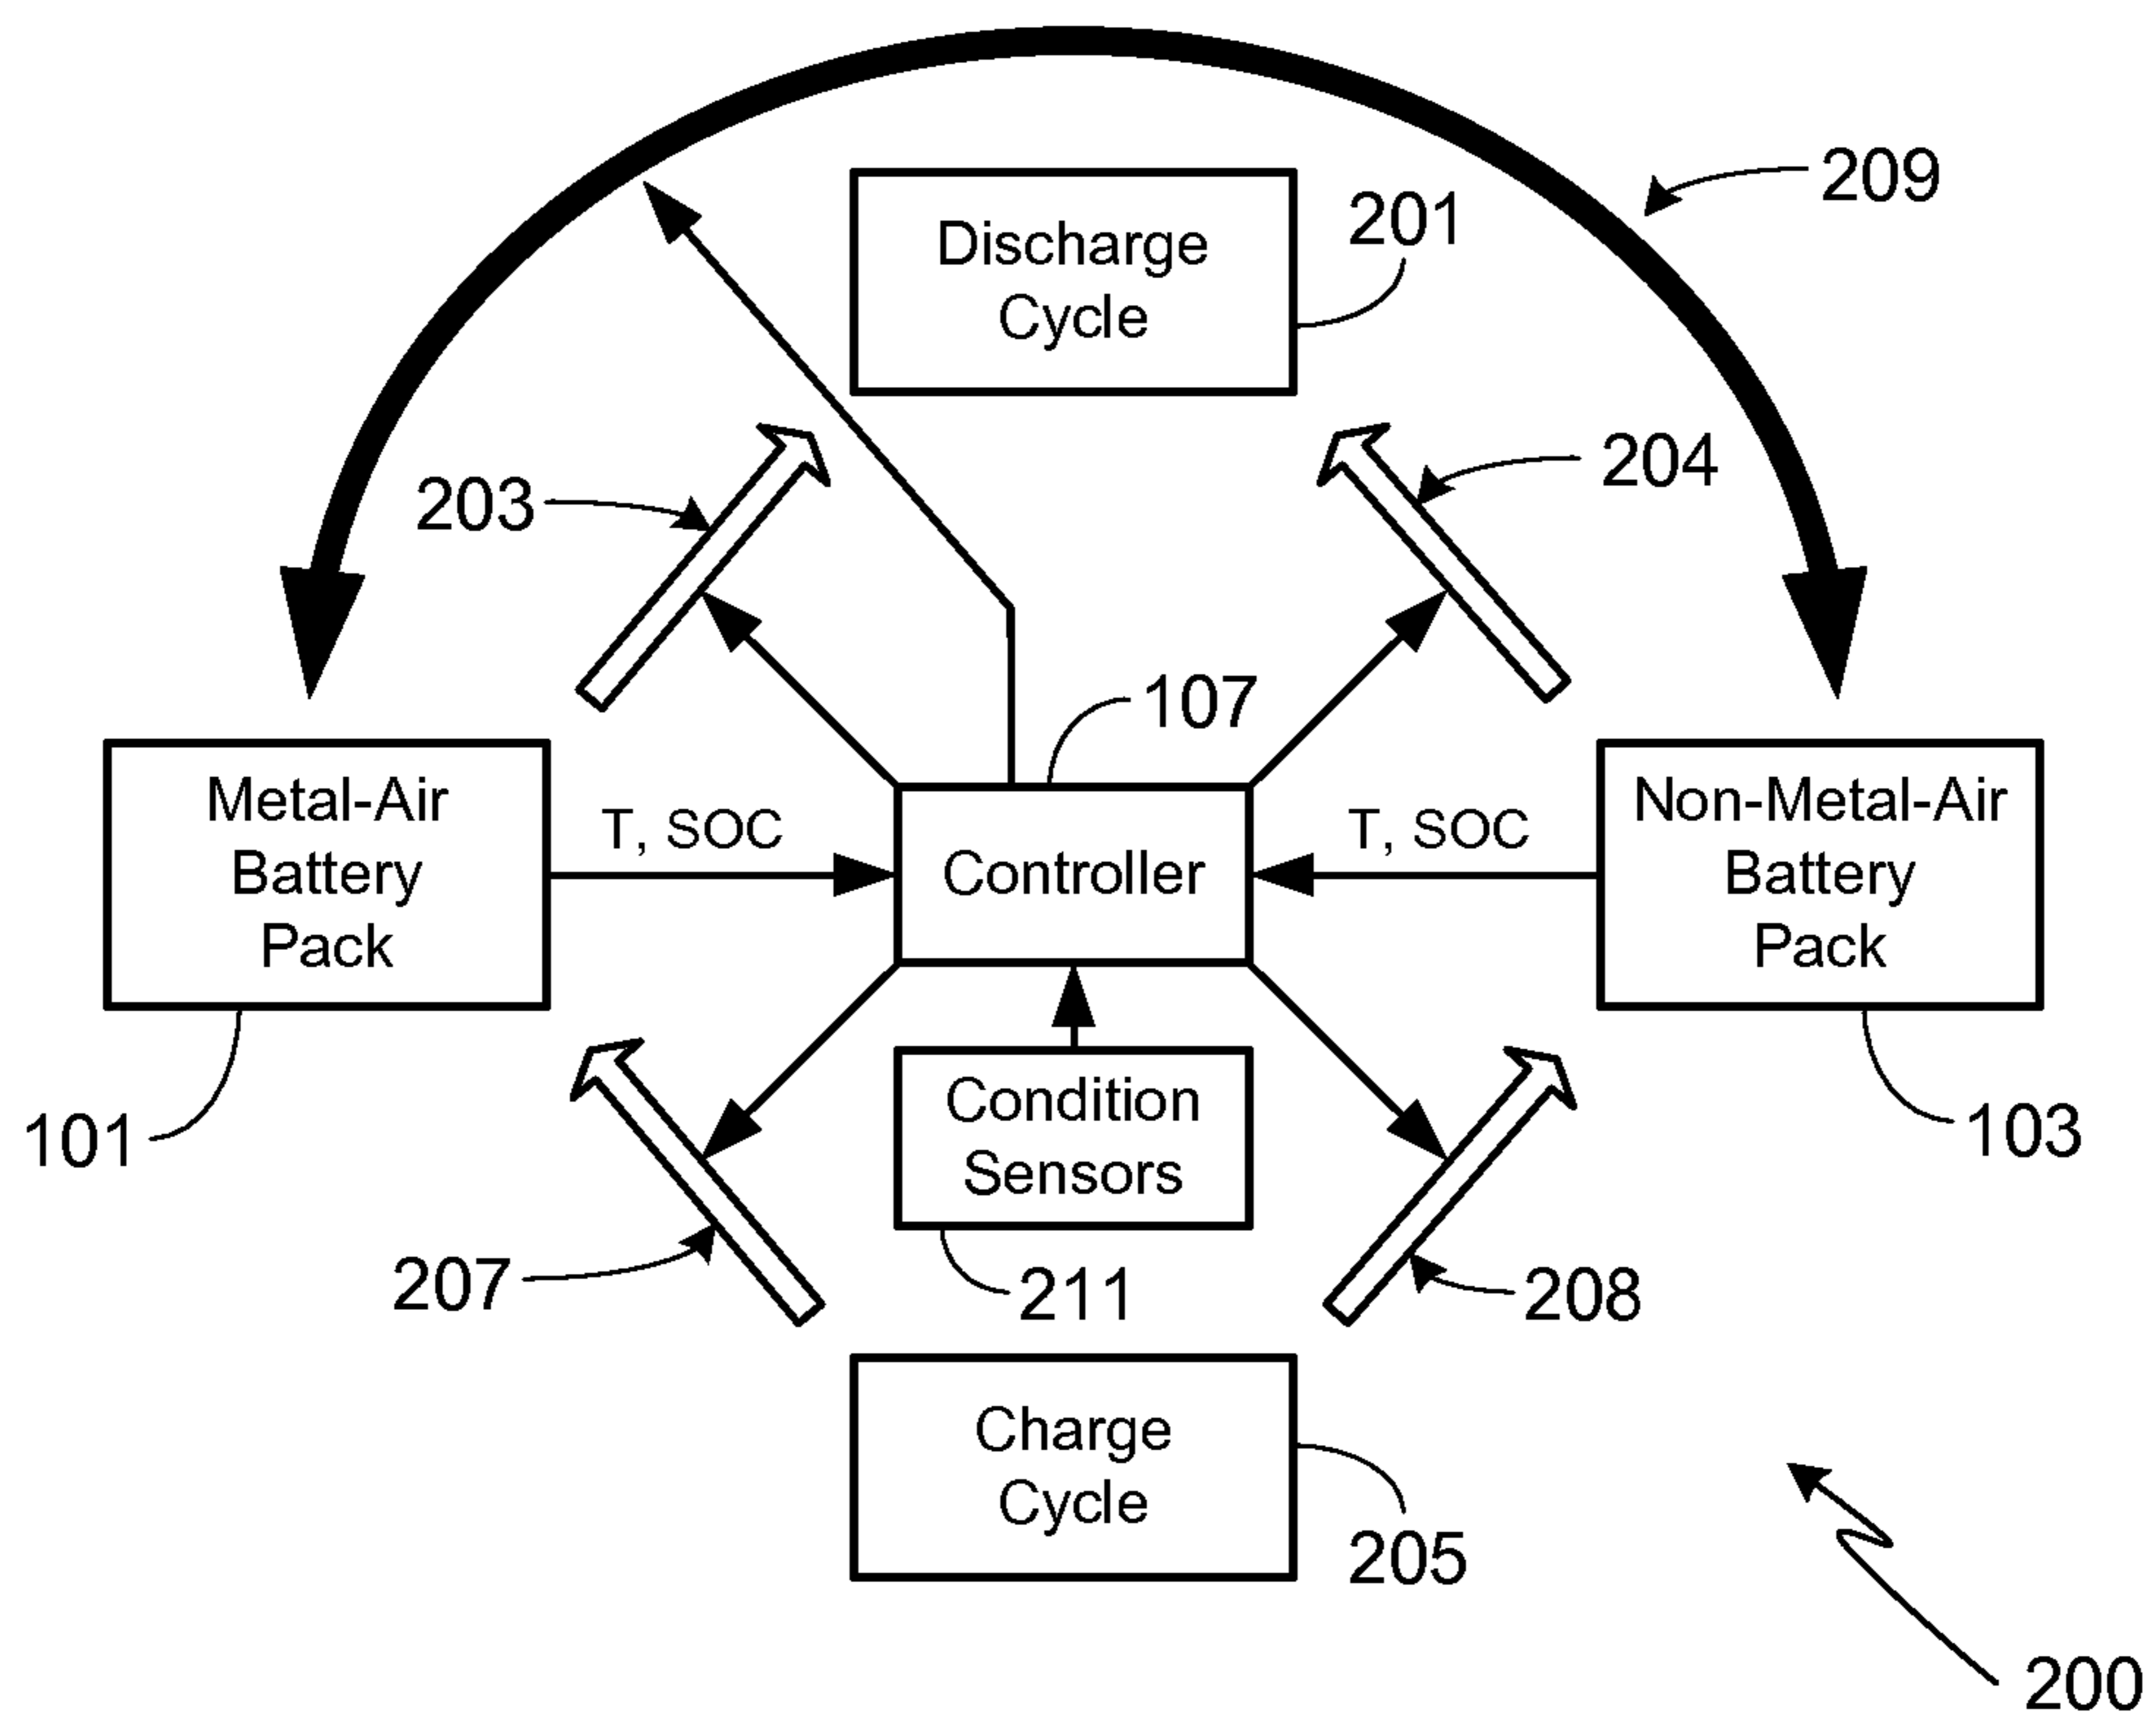 209
201
Discharge
Cycle
203
204
107
Metal-Air
Battery
Pack
T, SOC
Controller
T, SOC
Non-Metal-Air
Battery
Pack
101
Condition
Sensors
103
207
211
208
Charge
Cycle
205
200